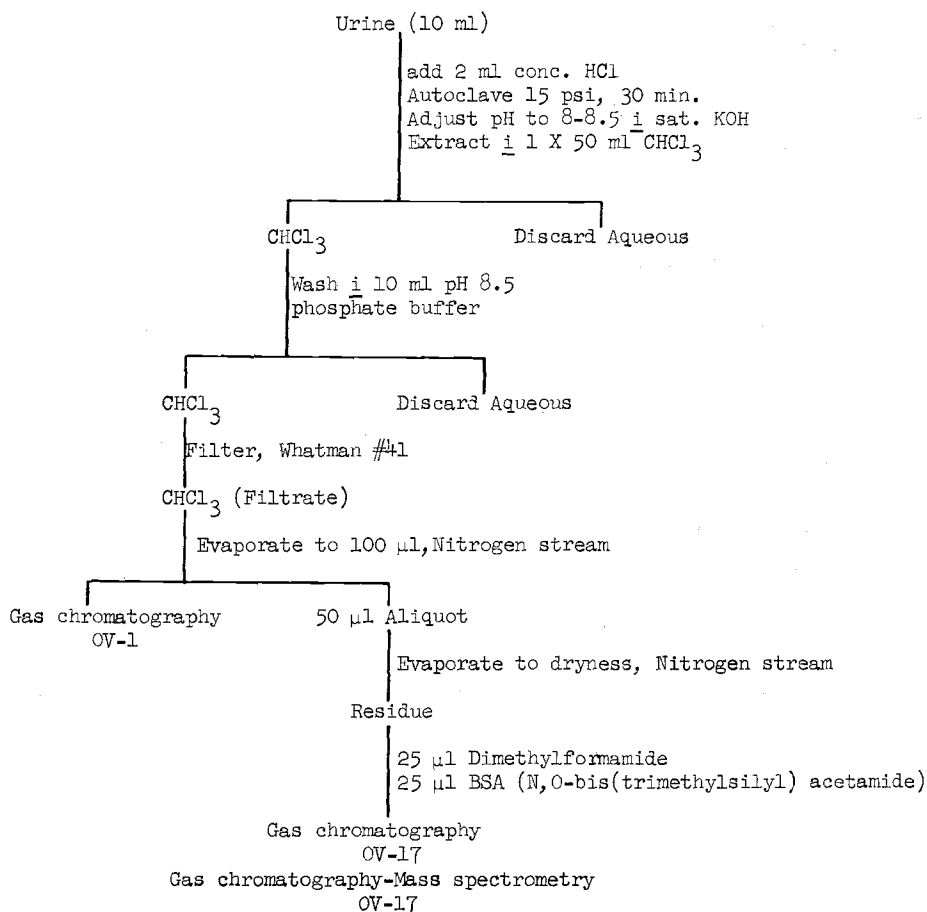 Urine (10 ml)
add 2 ml conc. HCl
Autoclave 15 psi, 30 min.
Adjust pH to 8-8.5 i sat. KOH
Extract i 1 X 50 ml CHCl3
CHCl3
Discard Aqueous
Wash i 10 ml pH 8.5
phosphate buffer
CHCl3
Discard Aqueous
Filter, Whatman #41
CHCl3 (Filtrate)
Evaporate to 100 µl, Nitrogen stream
Gas chromatography
OV-1
50 µl Aliquot
Evaporate to dryness, Nitrogen stream
Residue
25 µl Dimethylformamide
25 µl BSA (N,O-bis(trimethylsilyl) acetamide)
Gas chromatography
OV-17
Gas chromatography-Mass spectrometry
OV-17